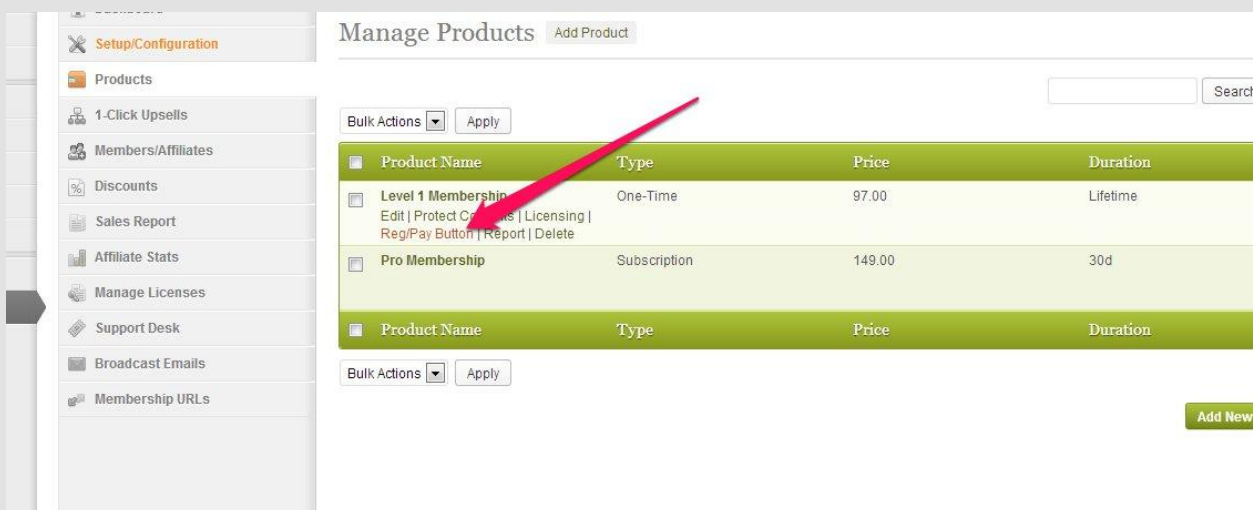 Setup/Configuration
Products
1-Click Upsells
Members/Affiliates
Discounts
Sales Report
Affiliate Stats
Manage Licenses
Support Desk
Broadcast Emails
Membership URLs
Manage Products Add Product
Search
Bulk Actions Apply
Product Name Type Price Duration
Level 1 Membership One-Time 97.00 Lifetime
Edit | Protect | Licensing |
Reg/Pay Button | Report | Delete
Pro Membership Subscription 149.00 30d
Product Name Type Price Duration
Bulk Actions Apply
Add New